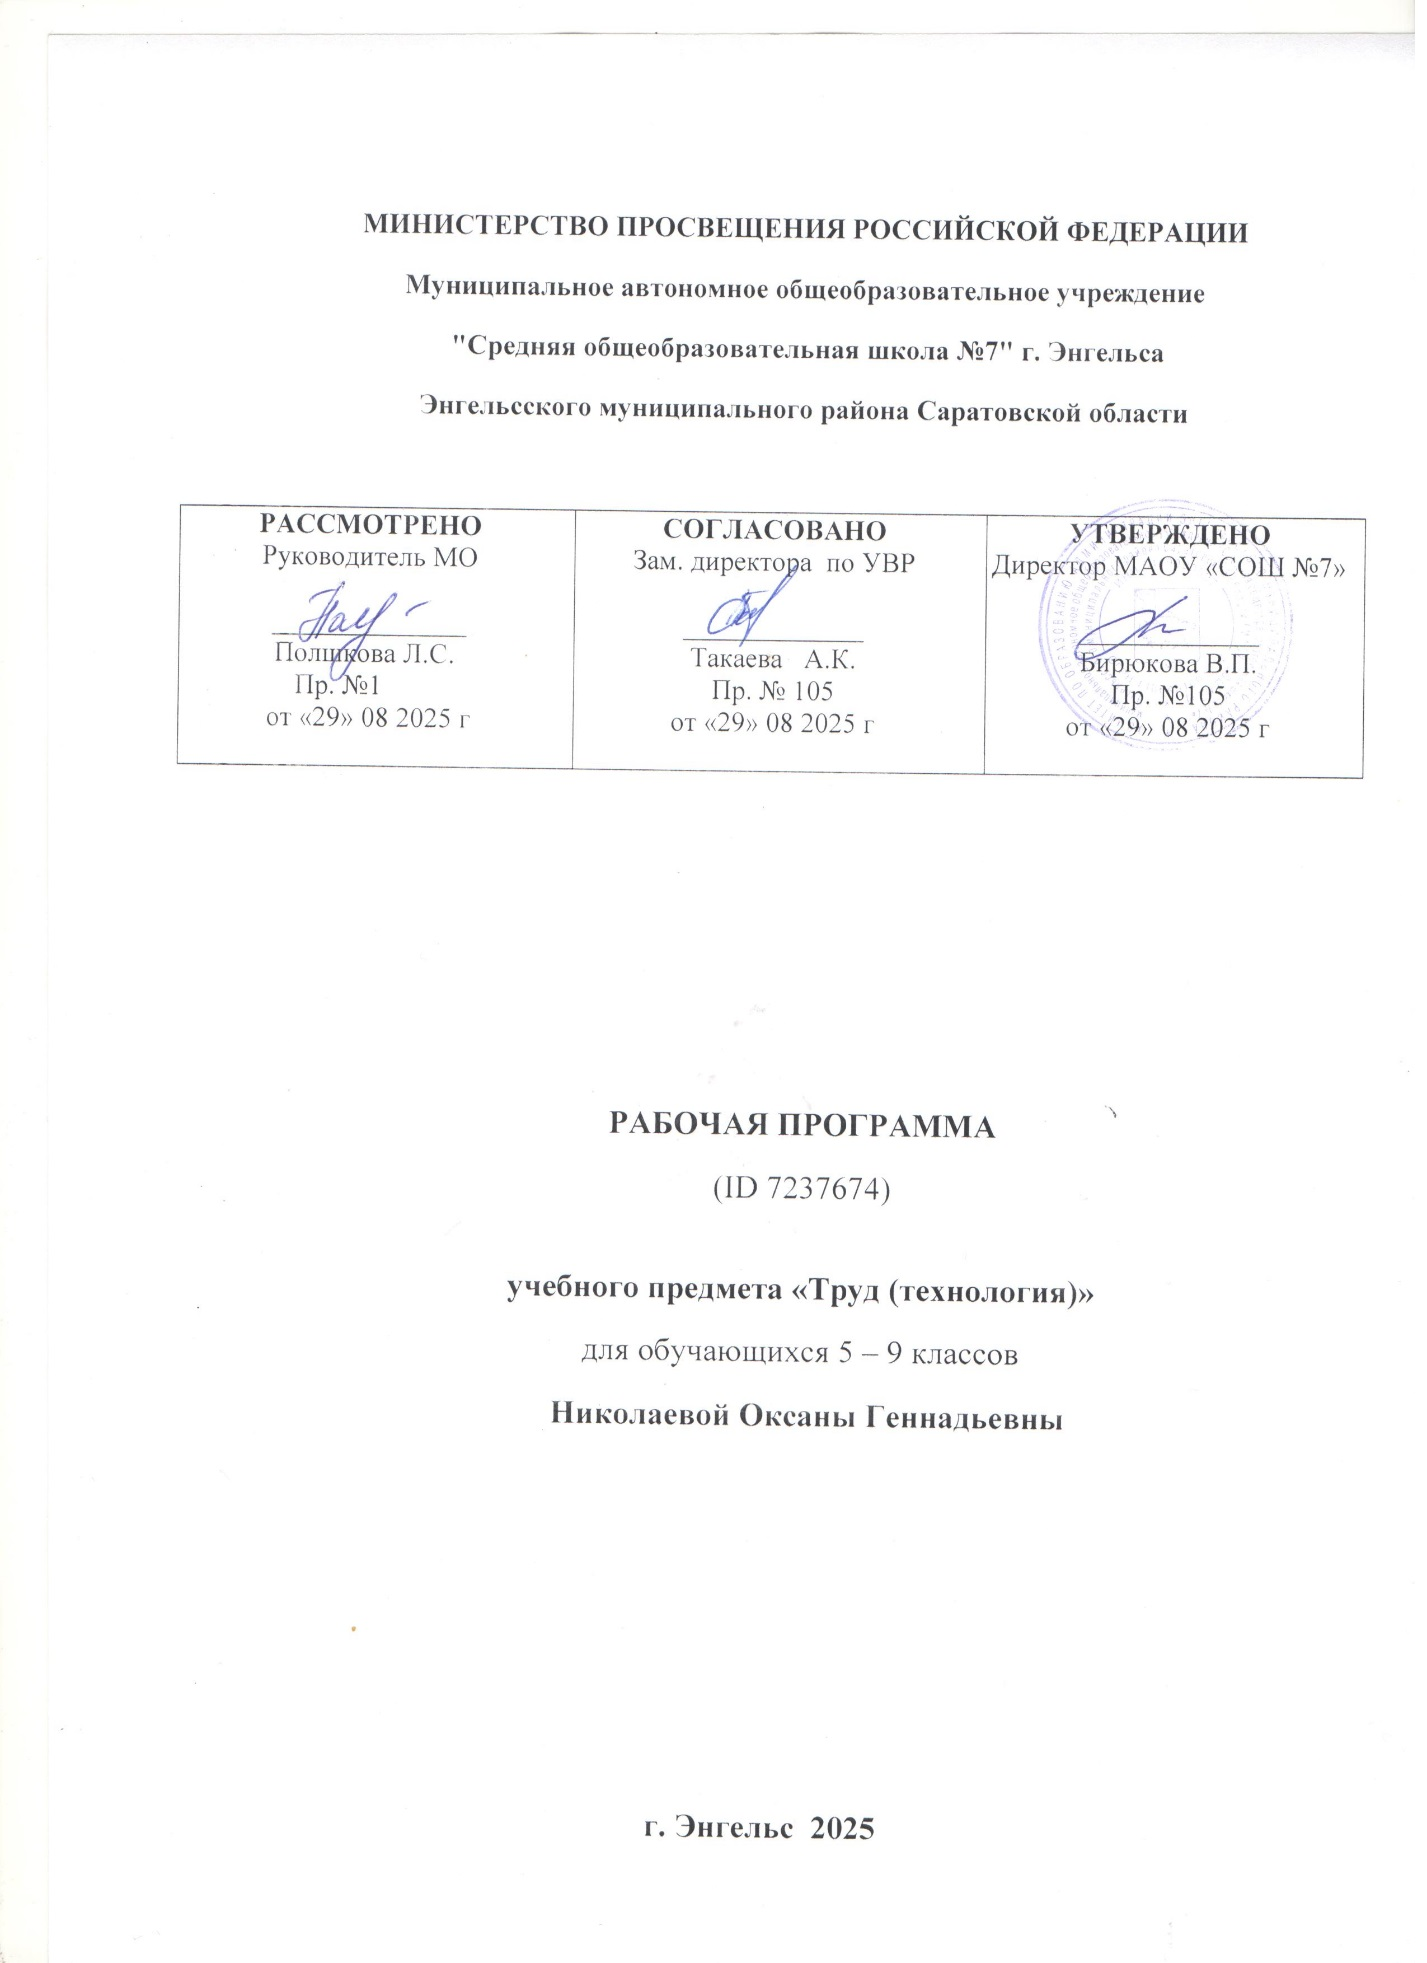 МИНИСТЕРСТВО ПРОСВЕЩЕНИЯ РОССИЙСКОЙ ФЕДЕРАЦИИ
Муниципальное автономное общеобразовательное учреждение
"Средняя общеобразовательная школа №7" г. Энгельса
Энгельсского муниципального района Саратовской области
РАССМОТРЕНО
Руководитель МО
Полшкова Л.С.
Пр. №1
от «29» 08 2025 г
СОГЛАСОВАНО
Зам. директора по УВР
Такаева А.К.
Пр. № 105
от «29» 08 2025 г
УТВЕРЖДЕНО
Директор МАОУ «СОШ №7»
Бирюкова В.П.
Пр. №105
от «29» 08 2025 г
РАБОЧАЯ ПРОГРАММА
(ID 7237674)
учебного предмета «Труд (технология)»
для обучающихся 5 – 9 классов
Николаевой Оксаны Геннадьевны
г. Энгельс 2025